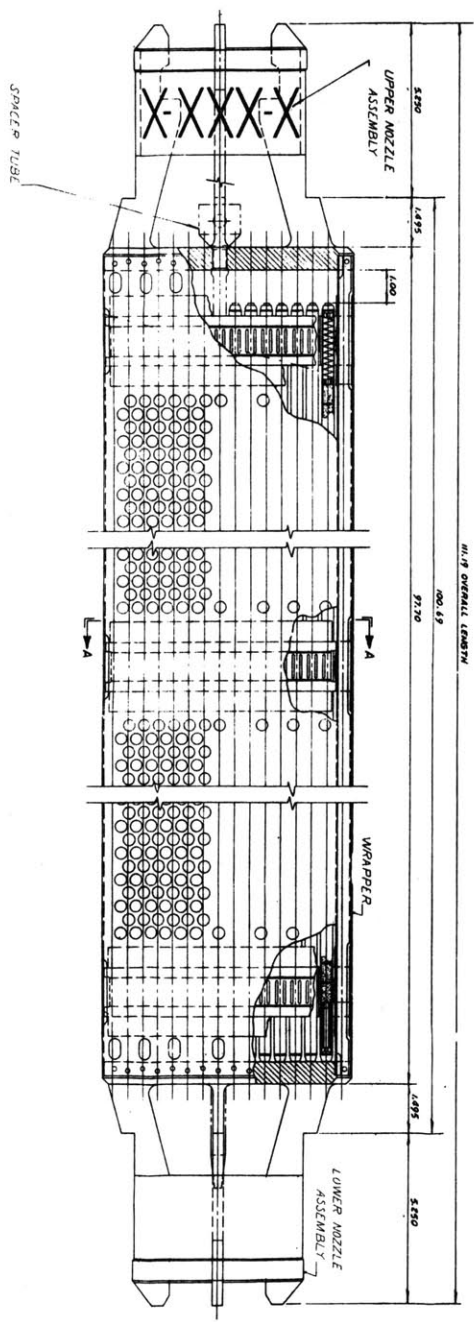 111.19 OVERALL LENGTH
100.69
97.70
5.250
1.495
1.495
5.250
UPPER NOZZLE
ASSEMBLY
1.00
A
A
WRAPPER
LOWER NOZZLE
ASSEMBLY
SPACER TUBE